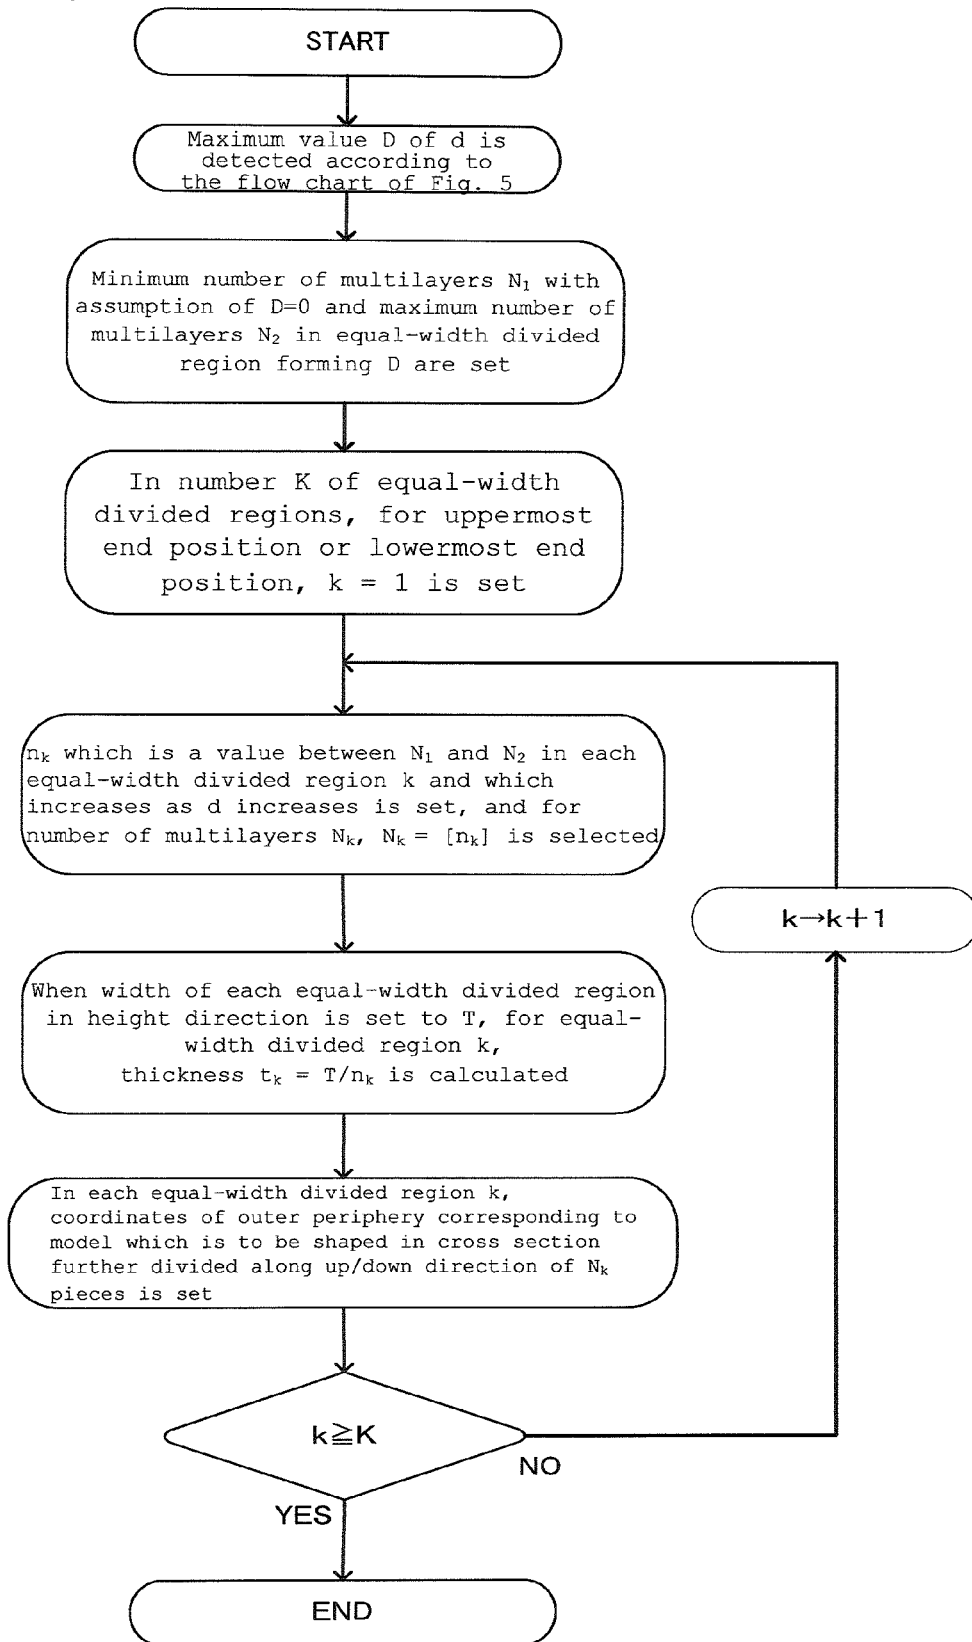 START
Maximum value D of d is
detected according to
the flow chart of Fig. 5
Minimum number of multilayers N₁ with
assumption of D=0 and maximum number of
multilayers N₂ in equal-width divided
region forming D are set
In number K of equal-width
divided regions, for uppermost
end position or lowermost end
position, k = 1 is set
nₖ which is a value between N₁ and N₂ in each
equal-width divided region k and which
increases as d increases is set, and for
number of multilayers Nₖ, Nₖ = [nₖ] is selected
k→k+1
When width of each equal-width divided region
in height direction is set to T, for equal-
width divided region k,
thickness tₖ = T/nₖ is calculated
In each equal-width divided region k,
coordinates of outer periphery corresponding to
model which is to be shaped in cross section
further divided along up/down direction of Nₖ
pieces is set
k≧K
NO
YES
END